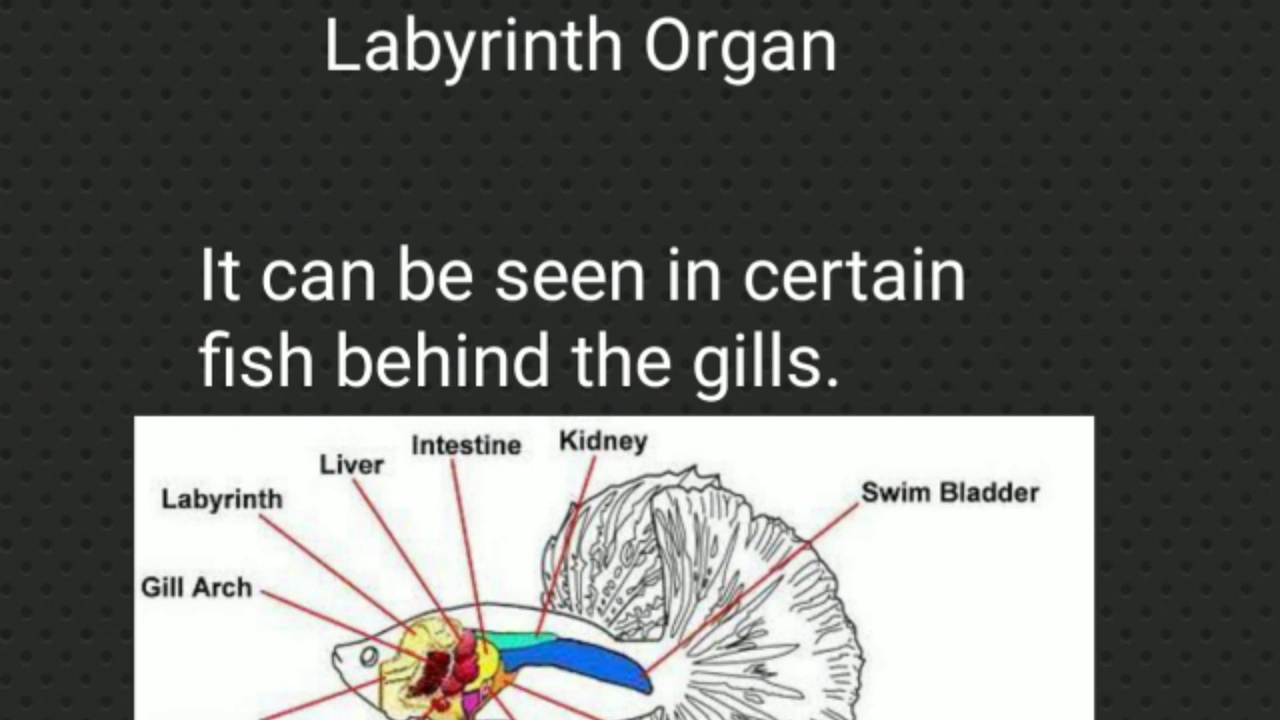 Labyrinth Organ
It can be seen in certain
fish behind the gills.
Intestine
Kidney
Liver
Labyrinth
Swim Bladder
Gill Arch